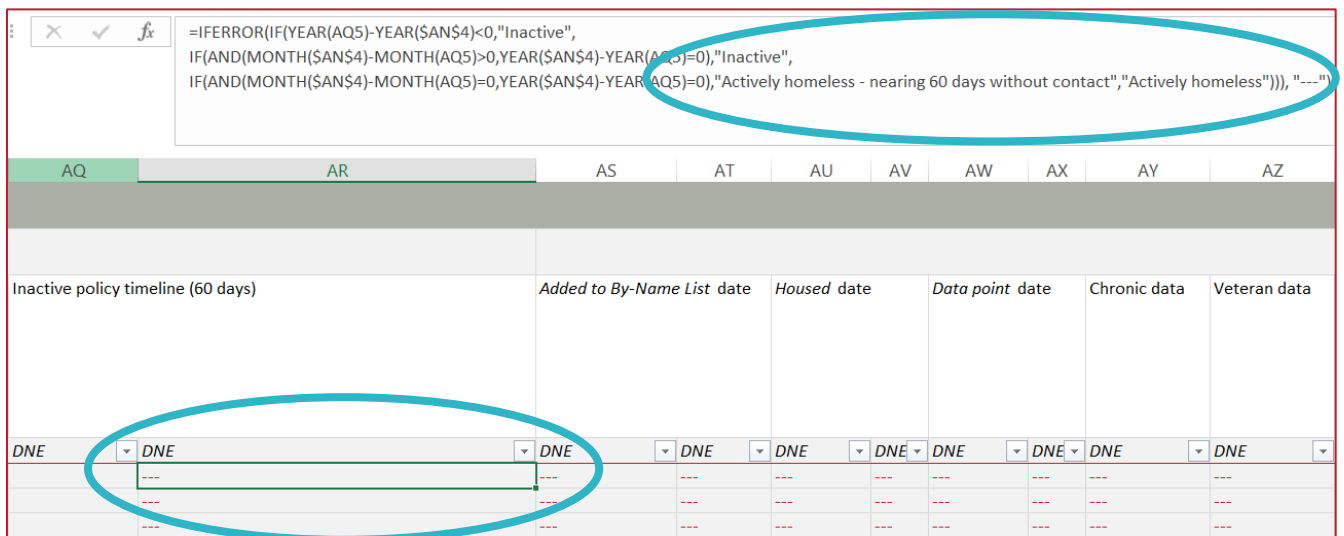 fx =IFERROR(IF(YEAR(AQ5)-YEAR($AN$4)<0,"Inactive",
IF(AND(MONTH($AN$4)-MONTH(AQ5)>0,YEAR($AN$4)-YEAR(AQ5)=0),"Inactive",
IF(AND(MONTH($AN$4)-MONTH(AQ5)=0,YEAR($AN$4)-YEAR(AQ5)=0),"Actively homeless - nearing 60 days without contact","Actively homeless"))), "---")
AQ AR AS AT AU AV AW AX AY AZ
Inactive policy timeline (60 days) Added to By-Name List date Housed date Data point date Chronic data Veteran data
DNE DNE DNE DNE DNE DNE DNE DNE DNE DNE
--- --- --- --- --- --- --- --- ---
--- --- --- --- --- --- --- --- ---
--- --- --- --- --- --- --- --- ---